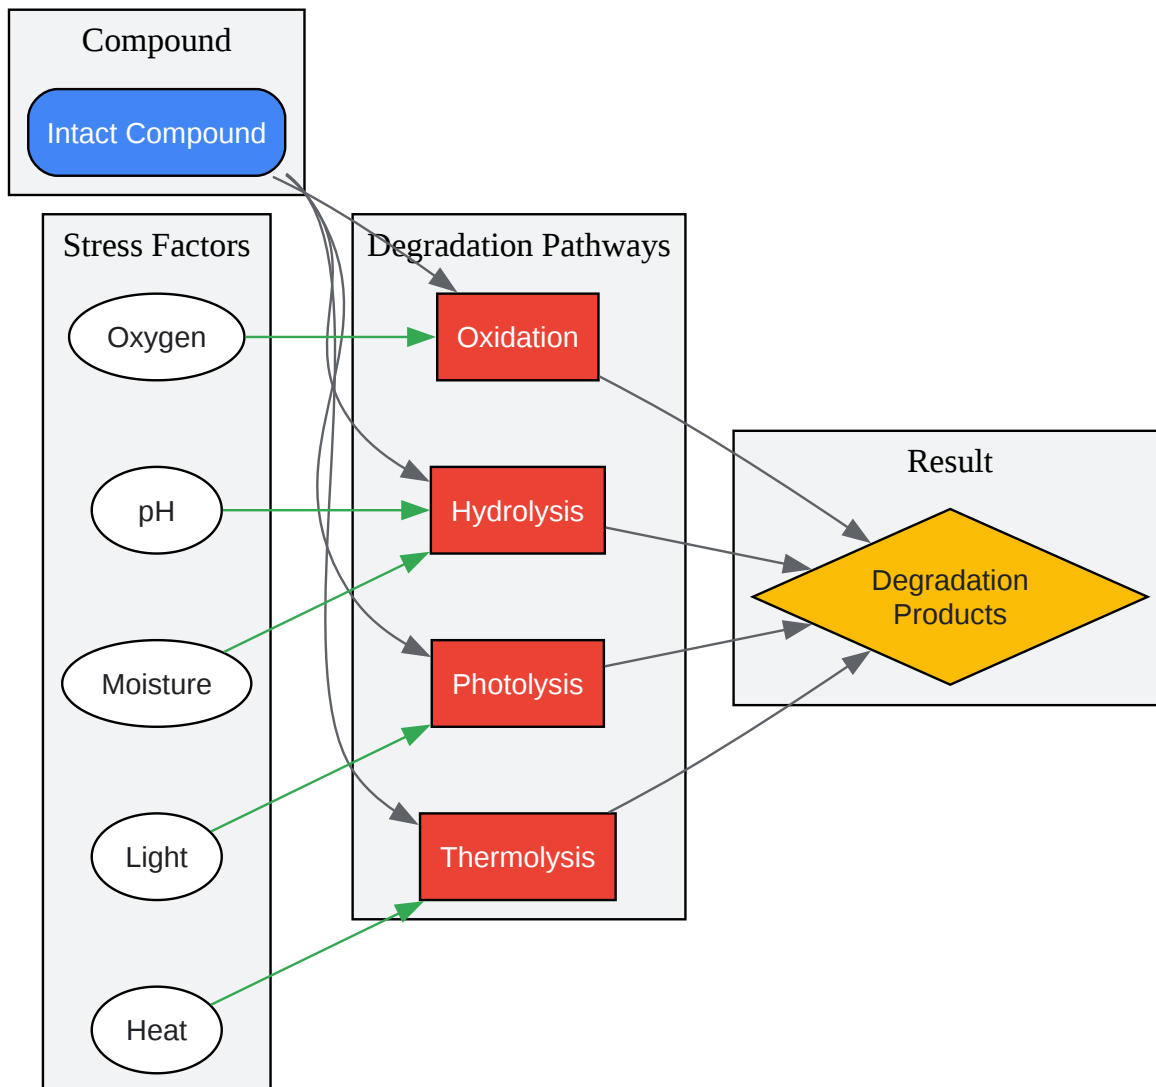 Compound
Intact Compound
Stress Factors
Oxygen
pH
Moisture
Light
Heat
Degradation Pathways
Oxidation
Hydrolysis
Photolysis
Thermolysis
Result
Degradation
Products